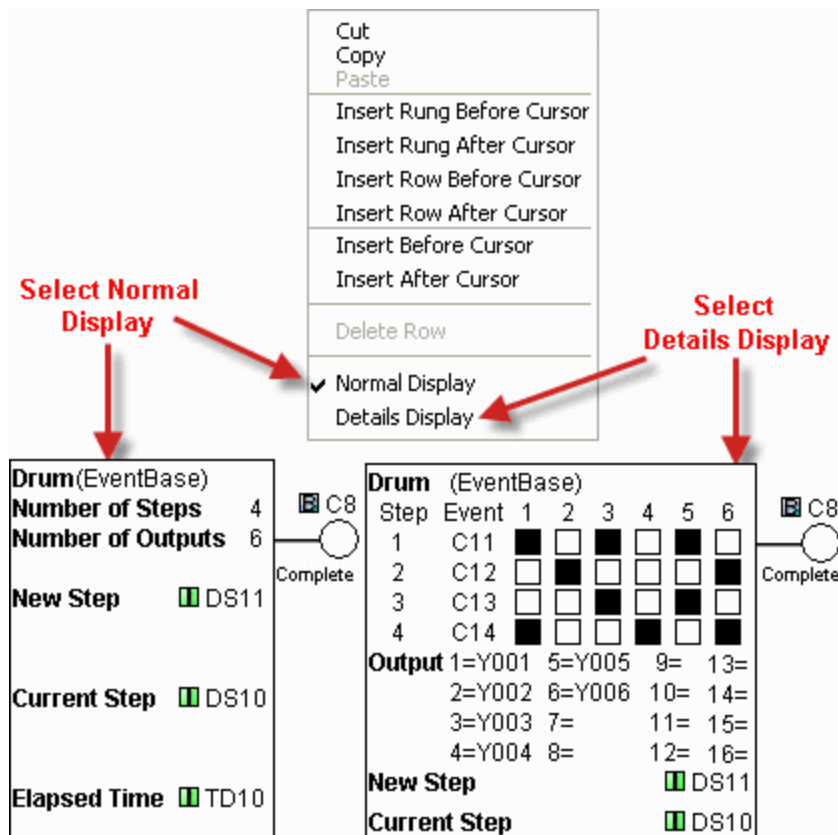 Cut
Copy
Paste
Insert Rung Before Cursor
Insert Rung After Cursor
Insert Row Before Cursor
Insert Row After Cursor
Insert Before Cursor
Insert After Cursor
Delete Row
Normal Display
Details Display
Select Normal
Display
Select
Details Display
Drum(EventBase)
Number of Steps 4
Number of Outputs 6
New Step DS11
Current Step DS10
Elapsed Time TD10
C8
Complete
Drum (EventBase)
Step Event 1 2 3 4 5 6
1 C11
2 C12
3 C13
4 C14
Output 1=Y001 5=Y005 9= 13=
2=Y002 6=Y006 10= 14=
3=Y003 7= 11= 15=
4=Y004 8= 12= 16=
New Step DS11
Current Step DS10
C8
Complete